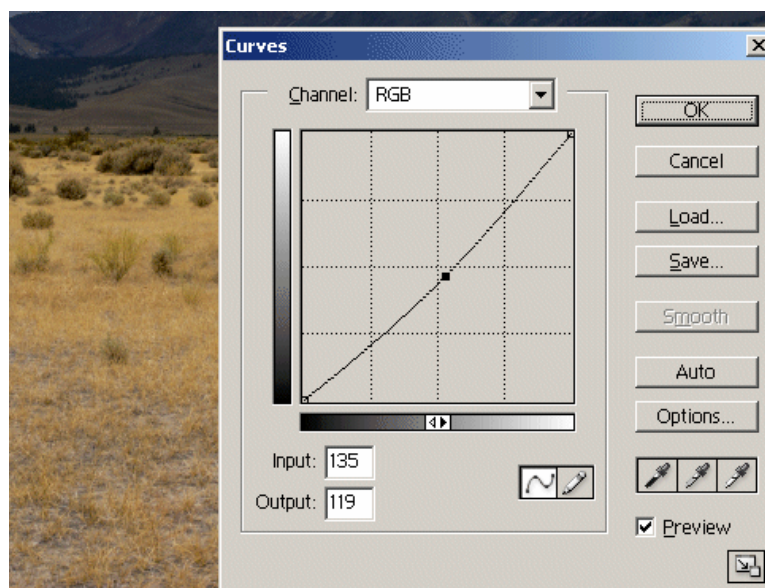 Curves
Channel: RGB
OK
Cancel
Load...
Save...
Smooth
Auto
Options...
Input: 135
Output: 119
Preview